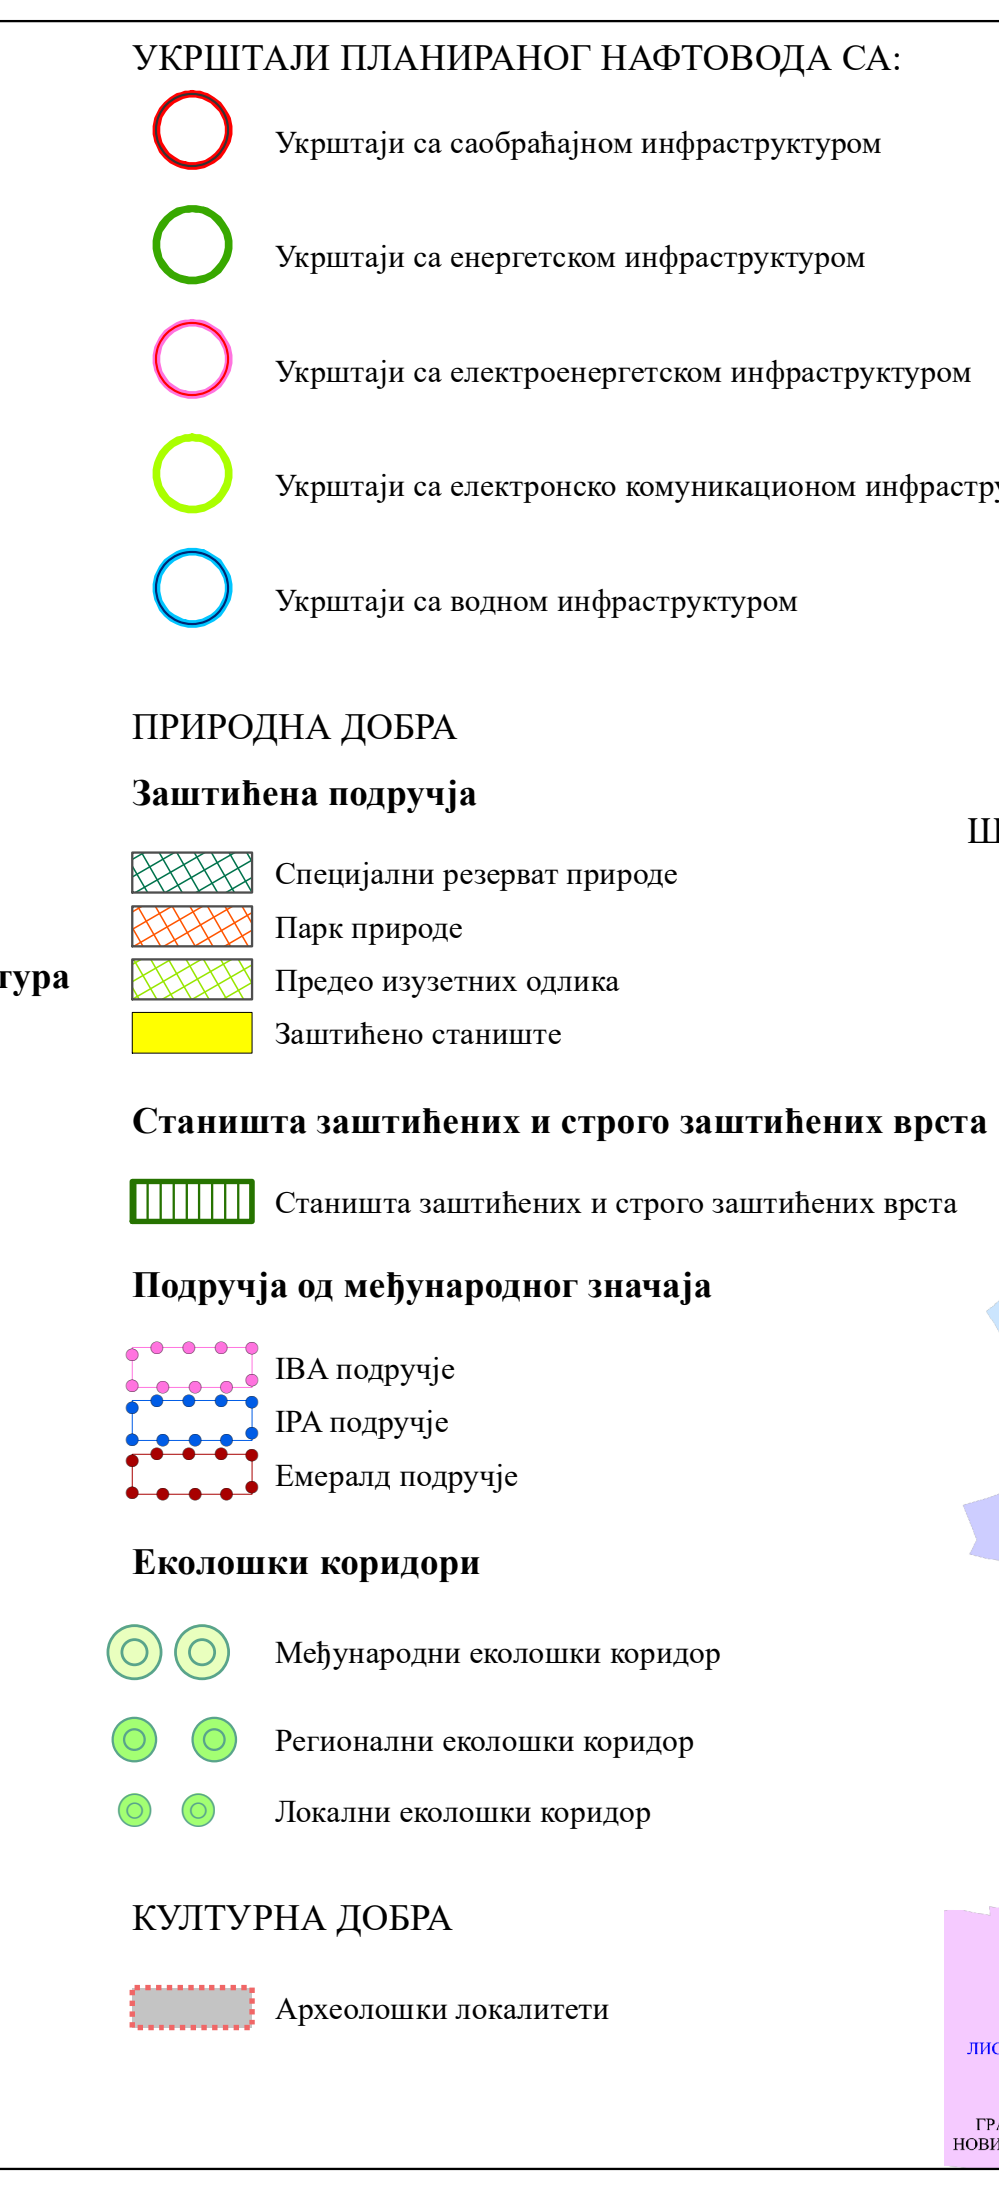 УКРШТАЈИ ПЛАНИРАНОГ НАФТОВОДА СА:
Укрштаји са саобраћајном инфраструктуром
Укрштаји са енергетском инфраструктуром
Укрштаји са електроенергетском инфраструктуром
Укрштаји са електронско комуникационом
Укрштаји са водном инфраструктуром
ПРИРОДНА ДОБРА
Заштићена подручја
Специјални резерват природе
Парк природе
Предео изузетних одлика
Заштићено станиште
Станишта заштићених и строго заштићених врста
Станишта заштићених и строго заштићених врста
Подручја од међународног значаја
IBA подручје
IPA подручје
Емералд подручје
Еколошки коридори
Међународни еколошки коридор
Регионални еколошки коридор
Локални еколошки коридор
КУЛТУРНА ДОБРА
Археолошки локалитети